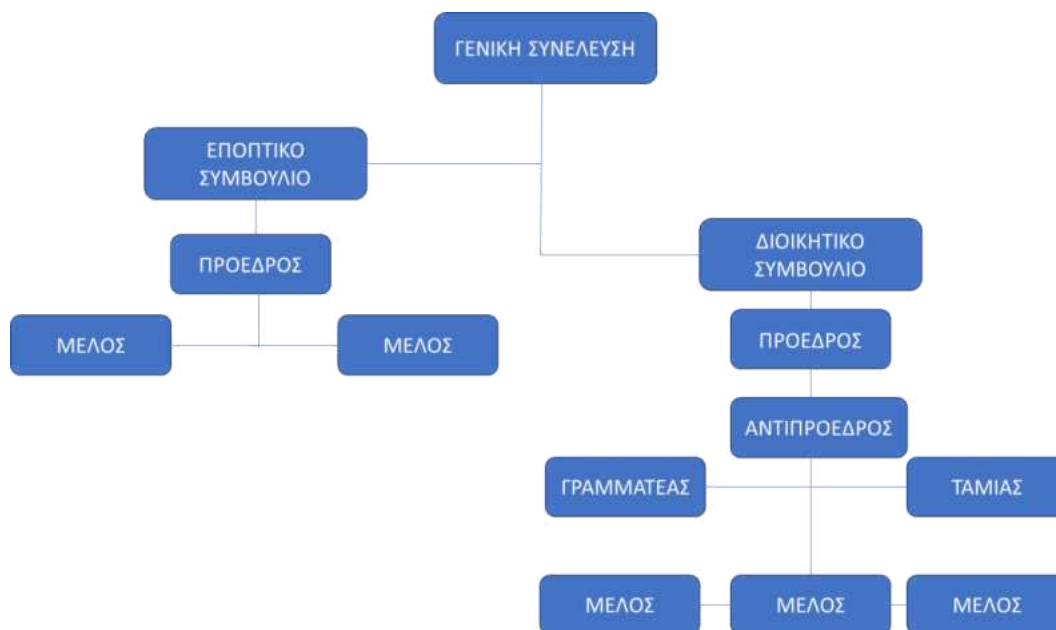 ΓΕΝΙΚΗ ΣΥΝΕΛΕΥΣΗ
ΕΠΟΠΤΙΚΟ
ΣΥΜΒΟΥΛΙΟ
ΠΡΟΕΔΡΟΣ
ΜΕΛΟΣ
ΜΕΛΟΣ
ΔΙΟΙΚΗΤΙΚΟ
ΣΥΜΒΟΥΛΙΟ
ΠΡΟΕΔΡΟΣ
ΑΝΤΙΠΡΟΕΔΡΟΣ
ΓΡΑΜΜΑΤΕΑΣ
ΤΑΜΙΑΣ
ΜΕΛΟΣ
ΜΕΛΟΣ
ΜΕΛΟΣ